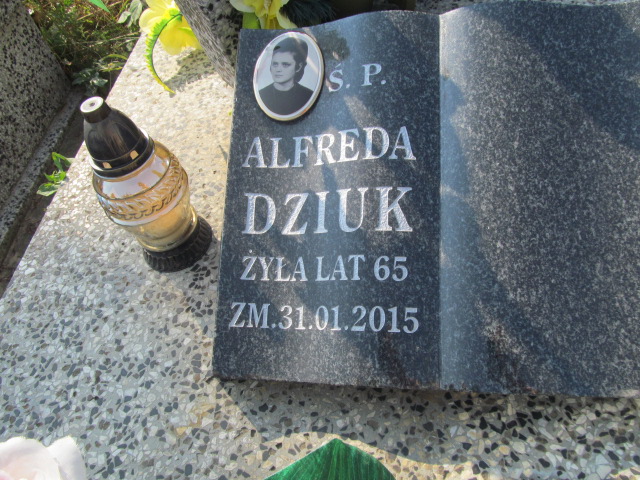 Ś. P.
ALFREDA
DZIUK
ŻYŁA LAT 65
ZM.31.01.2015